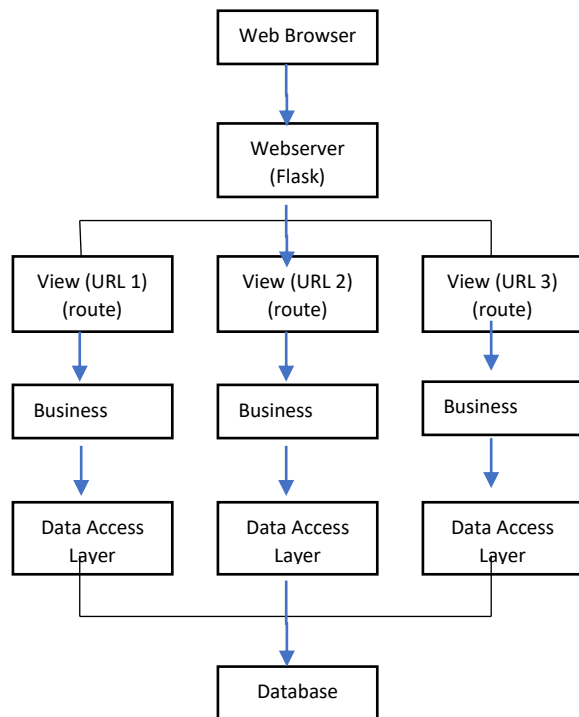 Web Browser
Webserver
(Flask)
View (URL 1)
(route)
View (URL 2)
(route)
View (URL 3)
(route)
Business
Business
Business
Data Access
Layer
Data Access
Layer
Data Access
Layer
Database